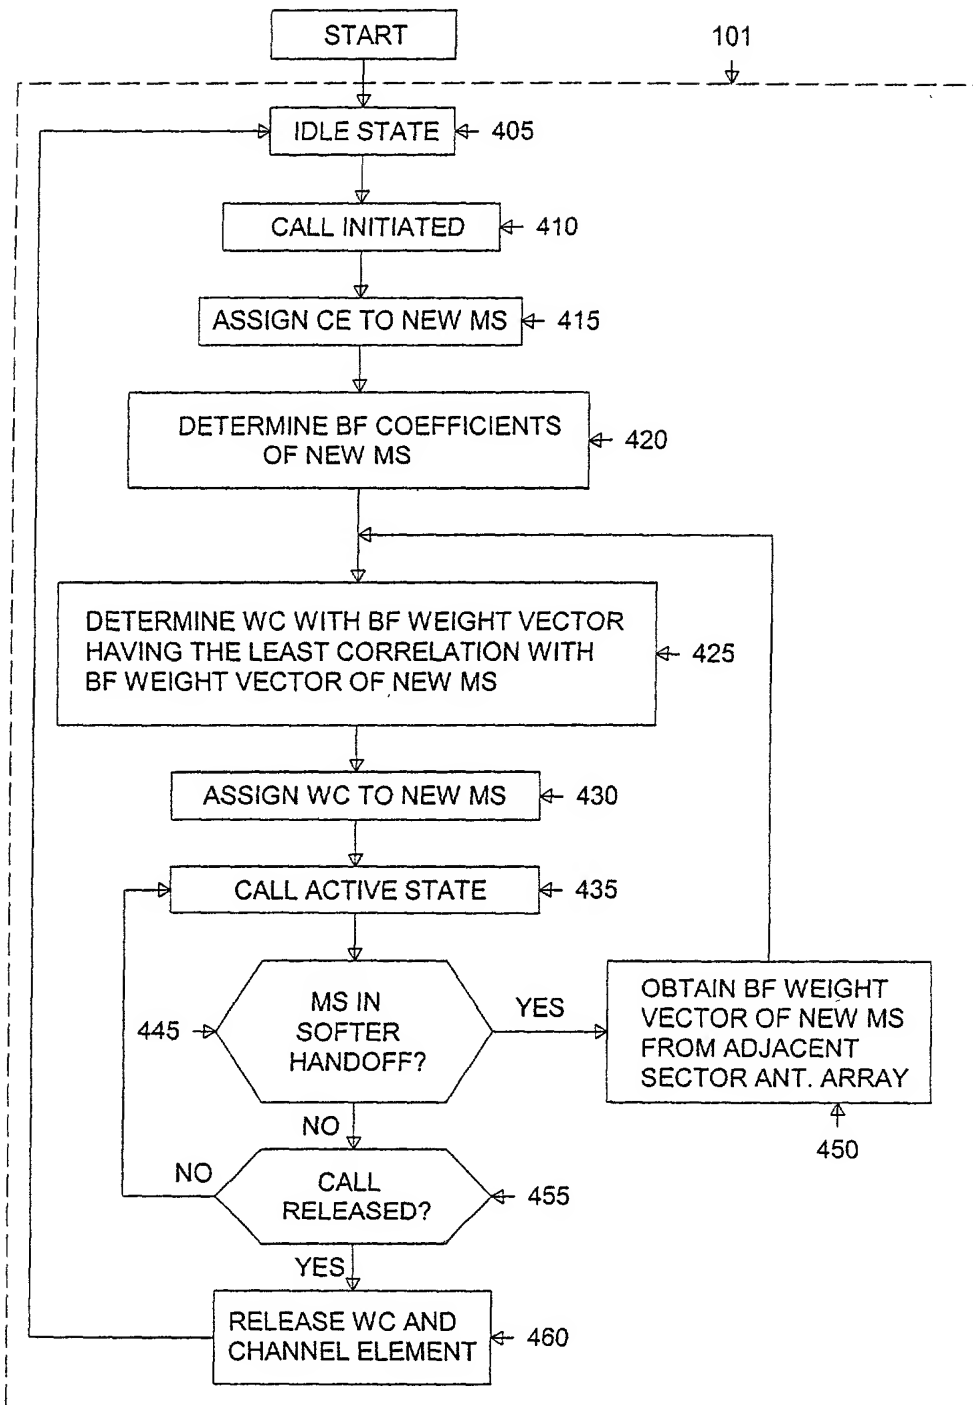 START
101
IDLE STATE
405
CALL INITIATED
410
ASSIGN CE TO NEW MS
415
DETERMINE BF COEFFICIENTS
OF NEW MS
420
DETERMINE WC WITH BF WEIGHT VECTOR
HAVING THE LEAST CORRELATION WITH
BF WEIGHT VECTOR OF NEW MS
425
ASSIGN WC TO NEW MS
430
CALL ACTIVE STATE
435
445
MS IN
SOFTER
HANDOFF?
YES
OBTAIN BF WEIGHT
VECTOR OF NEW MS
FROM ADJACENT
SECTOR ANT. ARRAY
450
NO
NO
CALL
RELEASED?
455
YES
RELEASE WC AND
CHANNEL ELEMENT
460